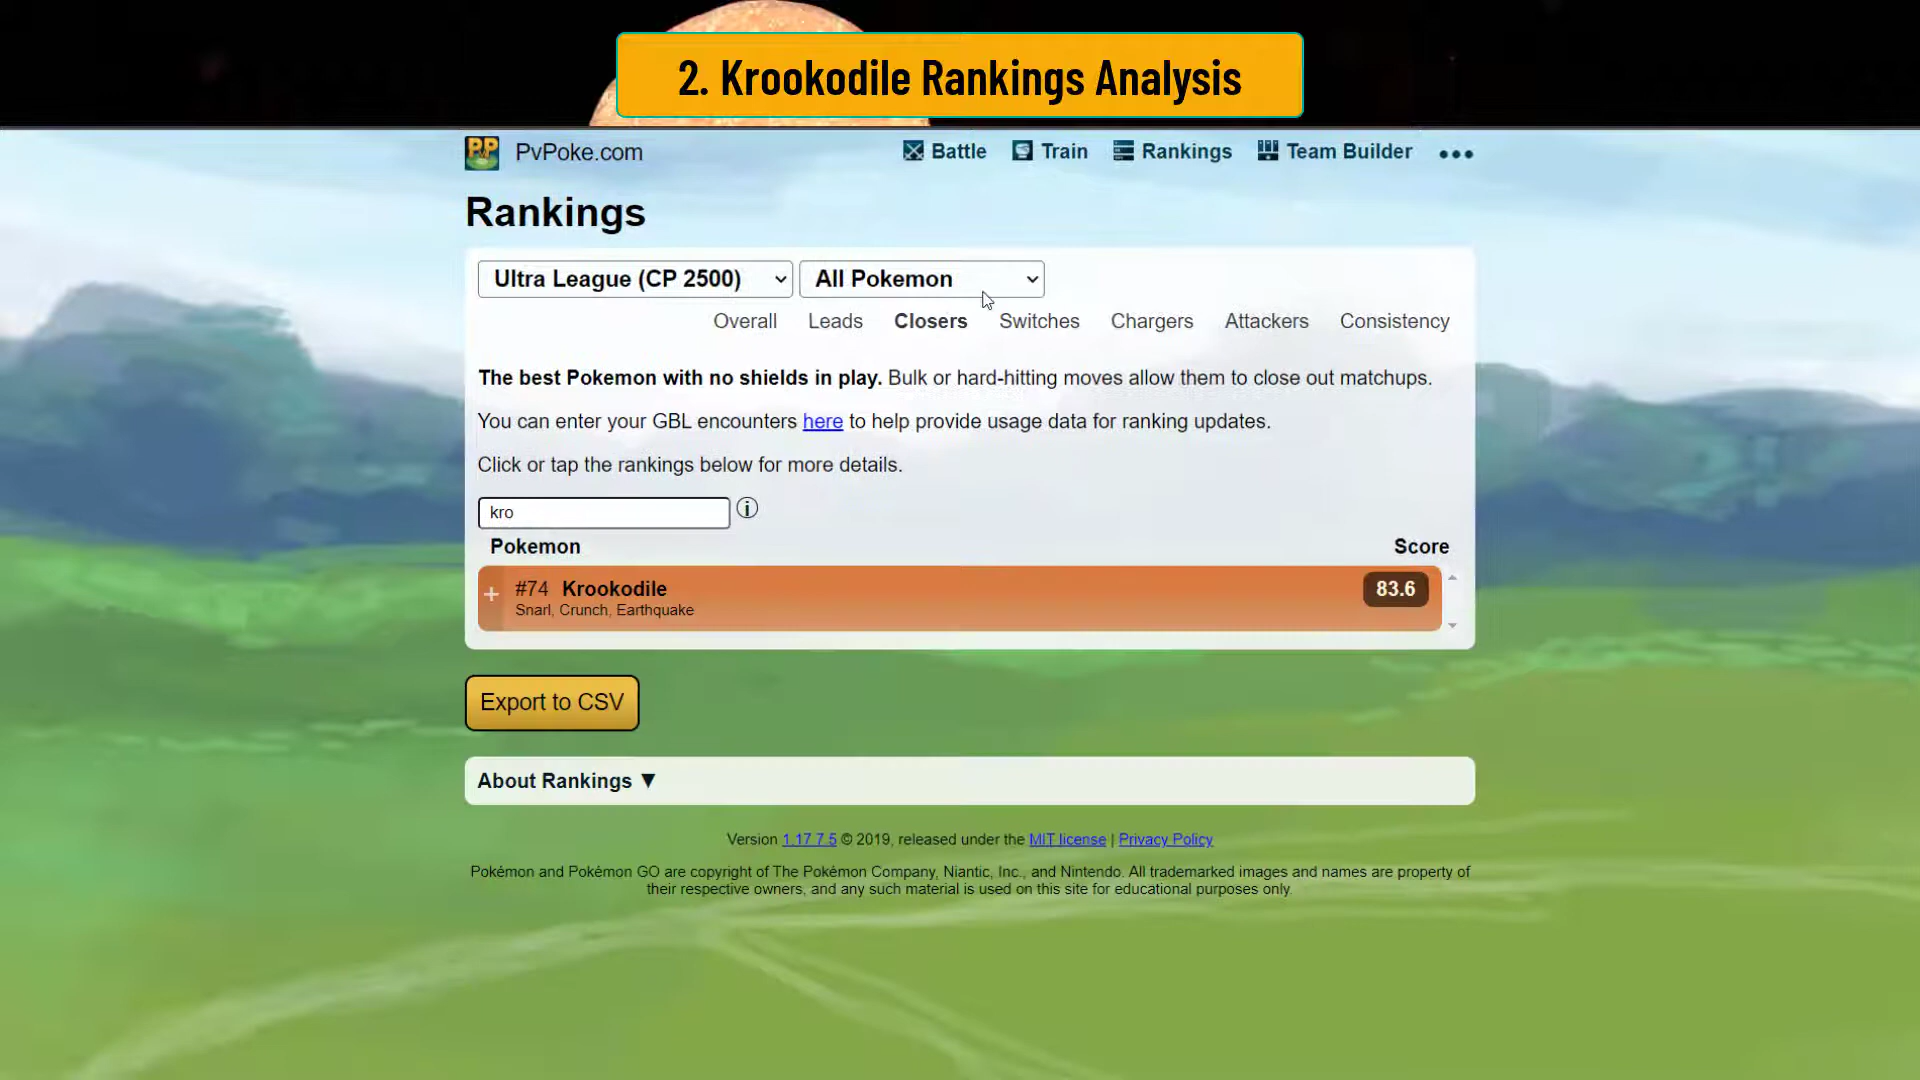 2. Krookodile Rankings Analysis
PvPoke.com
Battle
Train
Rankings
Team Builder
Rankings
Ultra League (CP 2500)
All Pokemon
Overall
Leads
Closers
Switches
Chargers
Attackers
Consistency
The best Pokemon with no shields in play. Bulk or hard-hitting moves allow them to close out matchups.
You can enter your GBL encounters here to help provide usage data for ranking updates.
Click or tap the rankings below for more details.
kro
Pokemon
Score
#74 Krookodile
83.6
Snarl, Crunch, Earthquake
Export to CSV
About Rankings ▼
Version 1.17.7.5 © 2019, released under the MIT license | Privacy Policy
Pokémon and Pokémon GO are copyright of The Pokémon Company, Niantic, Inc., and Nintendo. All trademarked images and names are property of
their respective owners, and any such material is used on this site for educational purposes only.